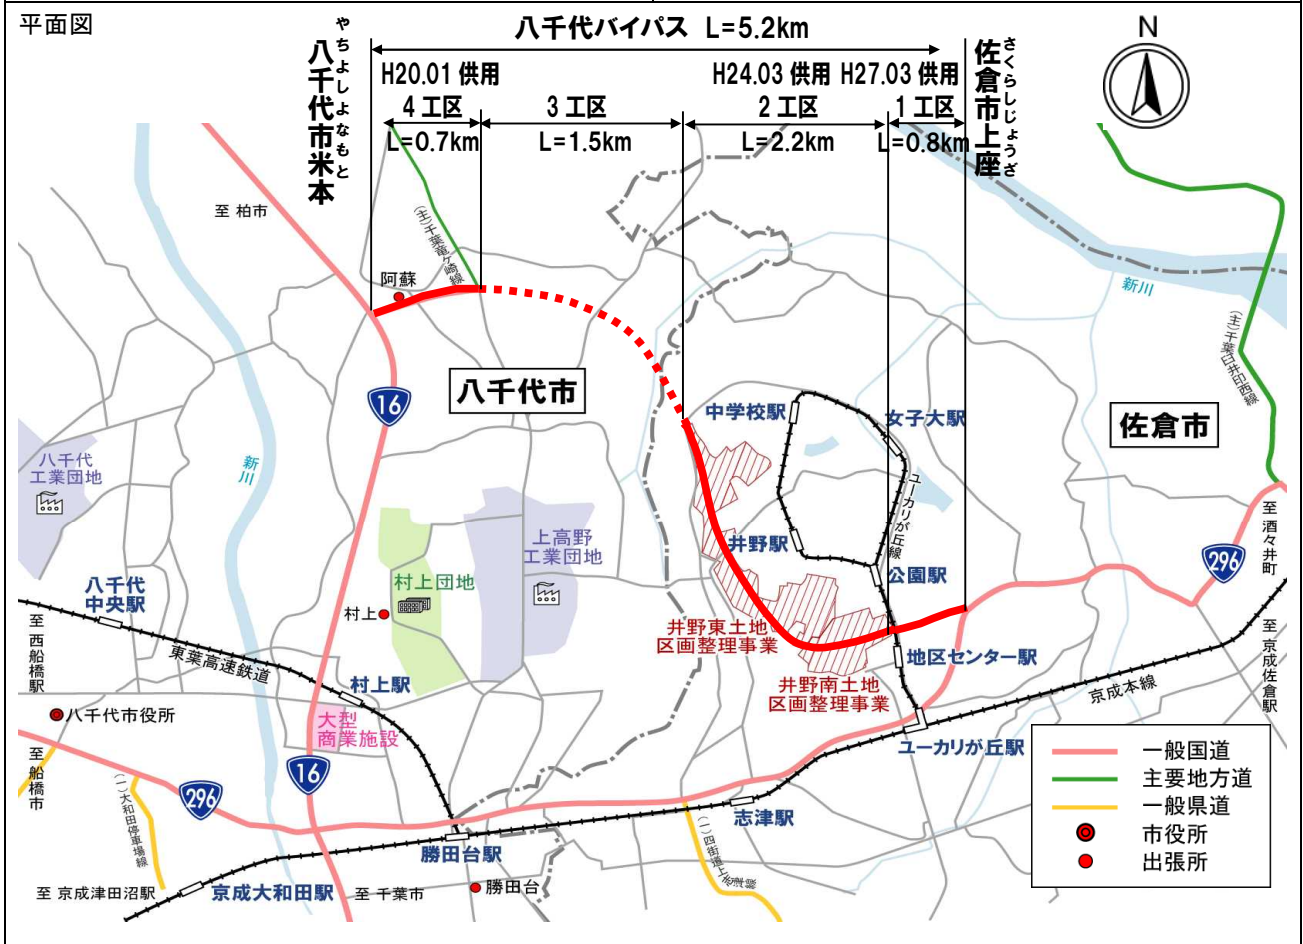 平面図
八千代バイパス L=5.2km
八千代市米本
やちよしよなもと
佐倉市上座
さくらしじょうざ
N
H20.01 供用
H24.03 供用
H27.03 供用
4 工区
3 工区
2 工区
1 工区
L=0.7km
L=1.5km
L=2.2km
L=0.8km
至 柏市
(主)千葉竜ケ崎線
阿蘇
新川
(主)千葉臼井印西線
八千代市
佐倉市
16
中学校駅
女子大駅
ユーカリが丘線
八千代
工業団地
新川
上高野
工業団地
井野駅
公園駅
至 酒々井町
296
八千代
中央駅
村上団地
村上
井野東土地
区画整理事業
地区センター駅
井野南土地
区画整理事業
至 西船橋駅
東葉高速鉄道
村上駅
京成本線
至 京成佐倉駅
八千代市役所
大型
商業施設
ユーカリが丘駅
至 船橋市
(一)大和田停車場線
296
16
志津駅
勝田台駅
勝田台
至 京成津田沼駅
京成大和田駅
至 千葉市
一般国道
主要地方道
一般県道
市役所
出張所